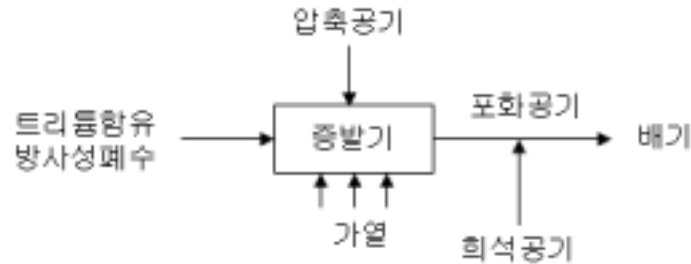 압축공기
트리튬함유
방사성폐수
증발기
포화공기
배기
가열
희석공기